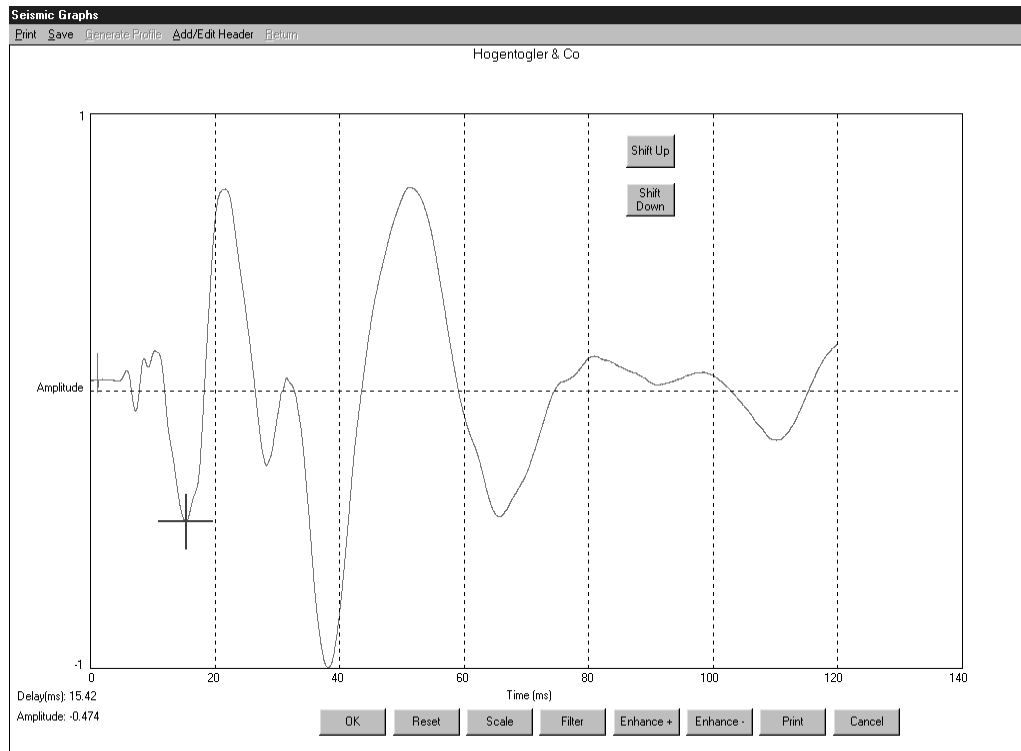 Seismic Graphs
Print Save Generate Profile Add/Edit Header Return
Hogentogler & Co
1
Shift Up
Shift
Down
Amplitude
-1
0 20 40 60 80 100 120 140
Time (ms)
Delay(ms): 15.42
Amplitude: -0.474
OK Reset Scale Filter Enhance + Enhance - Print Cancel